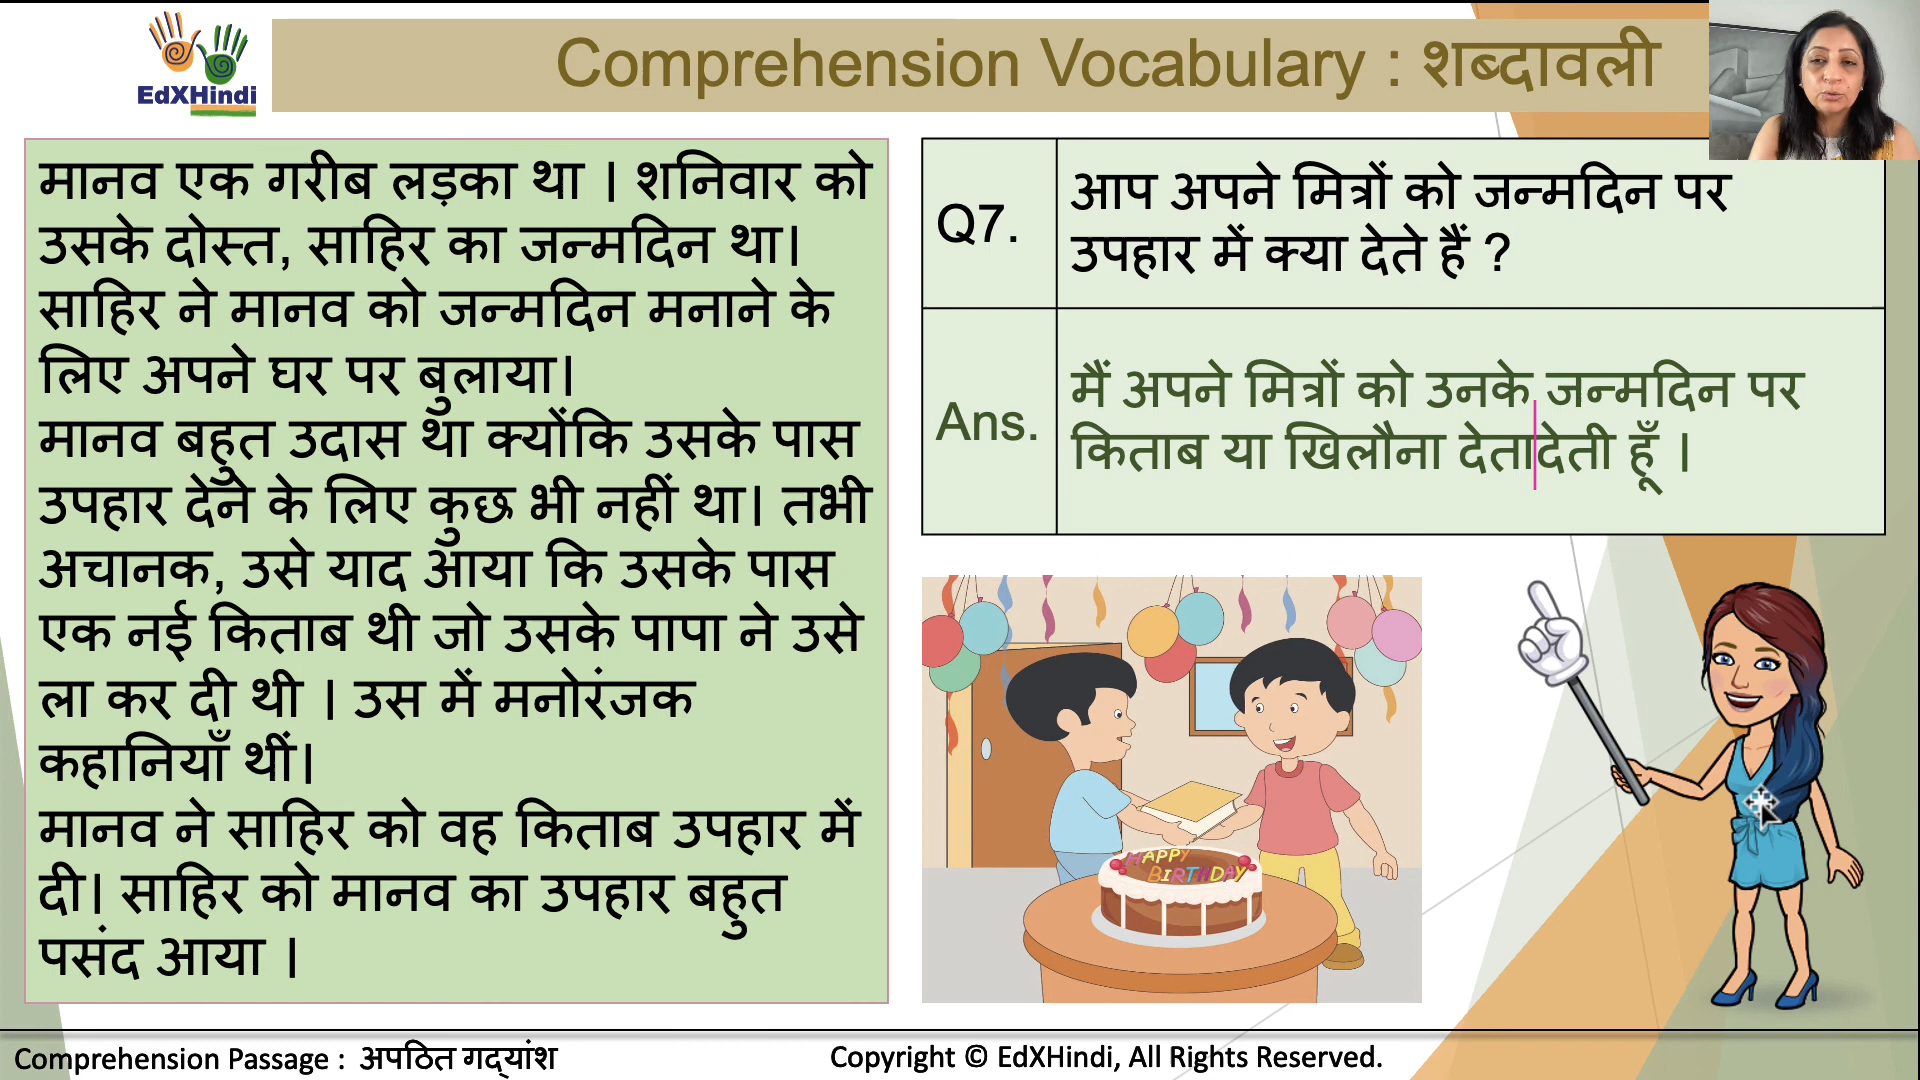 EdXHindi
Comprehension Vocabulary : शब्दावली
मानव एक गरीब लड़का था । शनिवार को
उसके दोस्त, साहिर का जन्मदिन था।
साहिर ने मानव को जन्मदिन मनाने के
लिए अपने घर पर बुलाया।
मानव बहुत उदास था क्योंकि उसके पास
उपहार देने के लिए कुछ भी नहीं था। तभी
अचानक, उसे याद आया कि उसके पास
एक नई किताब थी जो उसके पापा ने उसे
ला कर दी थी । उस में मनोरंजक
कहानियाँ थीं।
मानव ने साहिर को वह किताब उपहार में
दी। साहिर को मानव का उपहार बहुत
पसंद आया ।
Q7.
आप अपने मित्रों को जन्मदिन पर
उपहार में क्या देते हैं ?
Ans.
मैं अपने मित्रों को उनके जन्मदिन पर
किताब या खिलौना देता|देती हूँ ।
HAPPY
BIRTHDAY
Comprehension Passage : अपठित गद्यांश
Copyright © EdXHindi, All Rights Reserved.